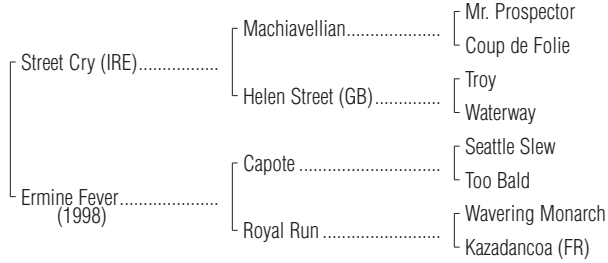 Mr. Prospector
Machiavellian
Coup de Folie
Street Cry (IRE)
Troy
Helen Street (GB)
Waterway
Seattle Slew
Capote
Too Bald
Ermine Fever
(1998)
Wavering Monarch
Royal Run
Kazadancoa (FR)